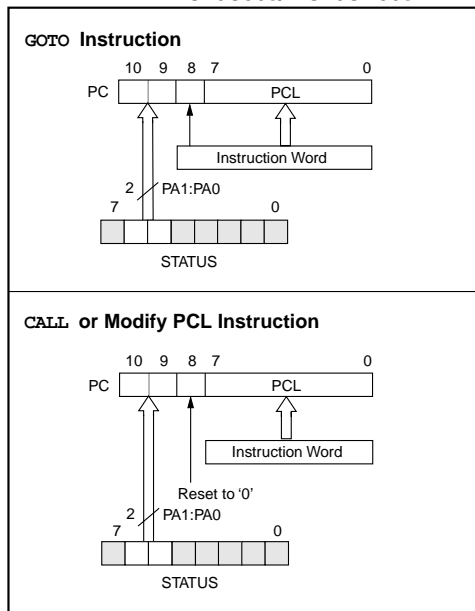 GOTO Instruction
10 9 8 7 0
PC PCL
Instruction Word
2 PA1:PA0
7 0
STATUS
CALL or Modify PCL Instruction
10 9 8 7 0
PC PCL
Instruction Word
Reset to ‘0’
2 PA1:PA0
7 0
STATUS